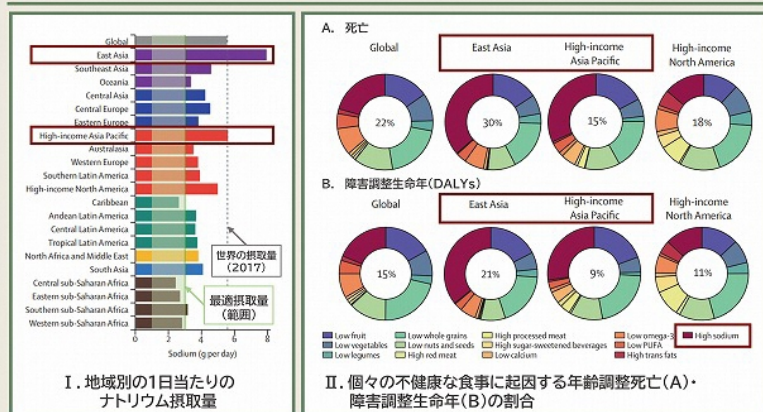 Global
East Asia
Southeast Asia
Oceania
Central Asia
Central Europe
Eastern Europe
High-income Asia Pacific
Australasia
Western Europe
Southern Latin America
High-income North America
Caribbean
Andean Latin America
Central Latin America
Tropical Latin America
North Africa and Middle East
South Asia
Central sub-Saharan Africa
Eastern sub-Saharan Africa
Southern sub-Saharan Africa
Western sub-Saharan Africa
世界の摂取量
(2017)
最適摂取量
(範囲)
0 2 4 6 8
Sodium (g per day)
Ⅰ. 地域別の1日当たりの
ナトリウム摂取量
A. 死亡
Global
East Asia
High-income
Asia Pacific
High-income
North America
22% 30% 15% 18%
B. 障害調整生命年(DALYs)
Global
East Asia
High-income
Asia Pacific
High-income
North America
15% 21% 9% 11%
Low fruit
Low vegetables
Low legumes
Low whole grains
Low nuts and seeds
High red meat
High processed meat
High sugar-sweetened beverages
Low calcium
Low omega-3
Low PUFA
High trans fats
High sodium
Ⅱ. 個々の不健康な食事に起因する年齢調整死亡(A)・
障害調整生命年(B)の割合